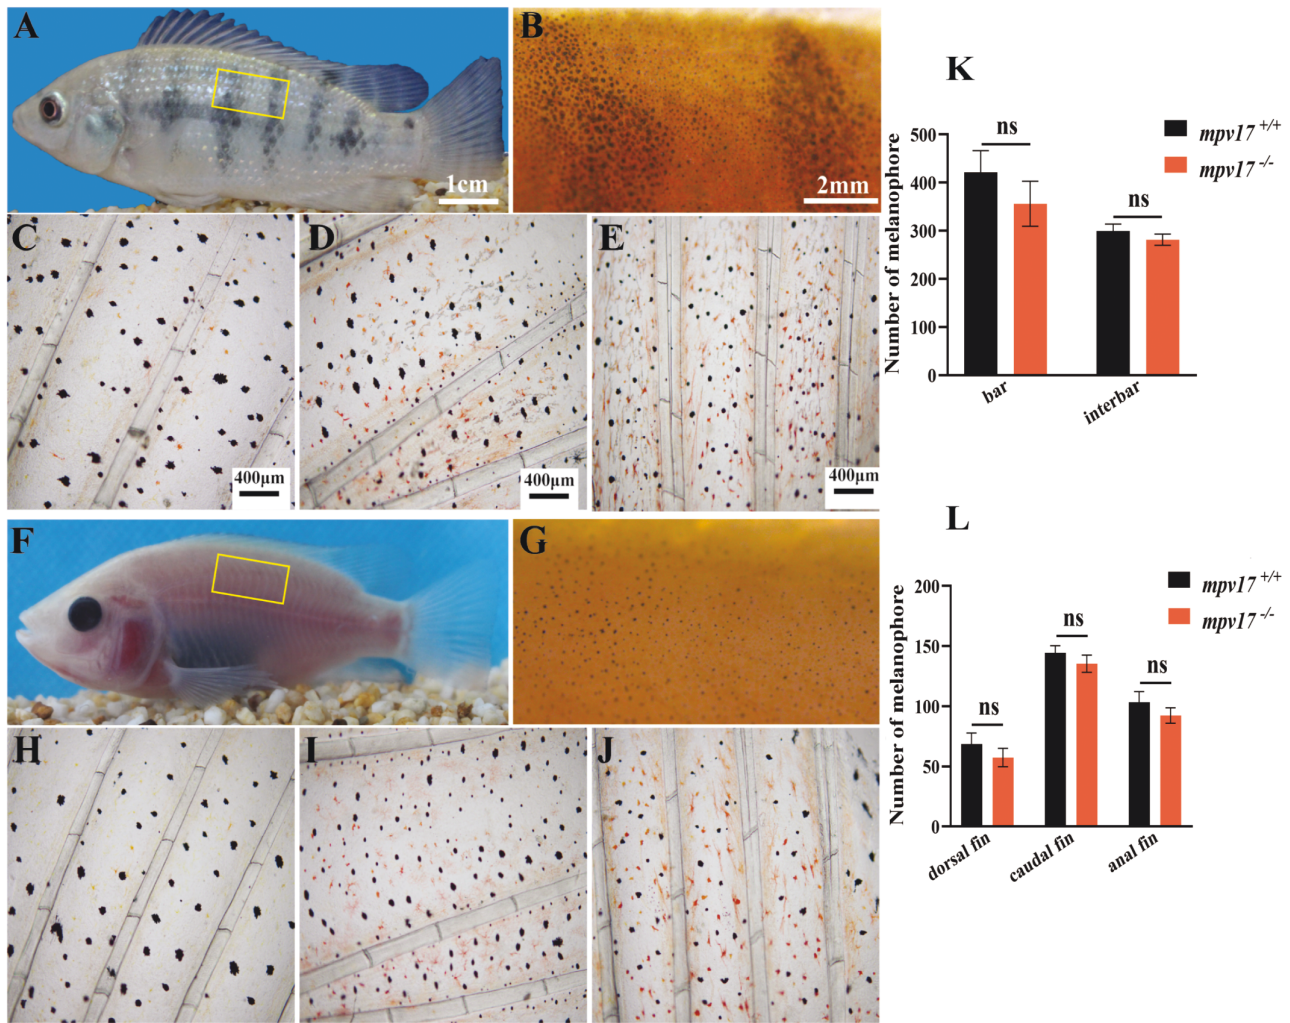 A
1cm
B
2mm
C
400µm
D
400µm
E
400µm
F
G
H
I
J
K
Number of melanophore
500
400
300
200
100
0
ns
ns
mpv17 +/+
mpv17 -/-
bar
interbar
L
Number of melanophore
200
150
100
50
0
ns
ns
ns
mpv17 +/+
mpv17 -/-
dorsal fin
caudal fin
anal fin